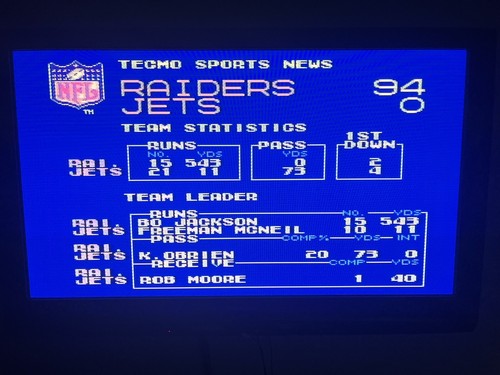 TECMO SPORTS NEWS
NFL
TM
RAIDERS 94
JETS 0
TEAM STATISTICS
RUNS PASS 1ST DOWN
NO. YDS YDS
RAI. 15 543 0 2
JETS 21 11 73 4
TEAM LEADER
RUNS NO. YDS
RAI. BO JACKSON 15 543
JETS FREEMAN MCNEIL 10 11
PASS COMP% YDS INT
RAI.
JETS K.OBRIEN 20 73 0
RECEIVE COMP YDS
RAI.
JETS ROB MOORE 1 40